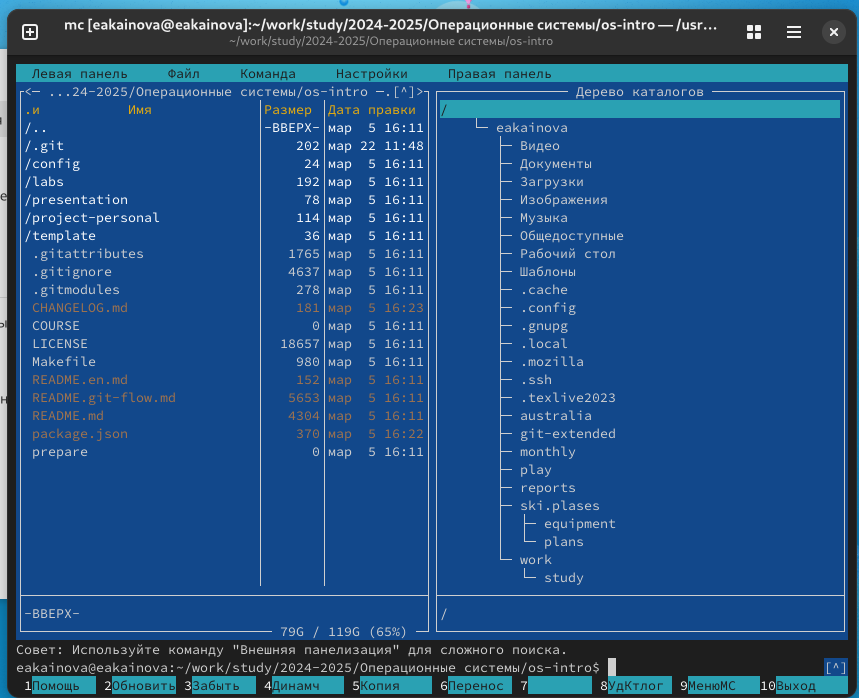 mc [eakainova@eakainova]:~/work/study/2024-2025/Операционные системы/os-intro — /usr…
~/work/study/2024-2025/Операционные системы/os-intro
Левая панель Файл Команда Настройки Правая панель
<─ ...24-2025/Операционные системы/os-intro ─.[^]>
.и Имя Размер Дата правки
/.. -ВВЕРХ- мар 5 16:11
/.git 202 мар 22 11:48
/config 24 мар 5 16:11
/labs 192 мар 5 16:11
/presentation 78 мар 5 16:11
/project-personal 114 мар 5 16:11
/template 36 мар 5 16:11
.gitattributes 1765 мар 5 16:11
.gitignore 4637 мар 5 16:11
.gitmodules 278 мар 5 16:11
CHANGELOG.md 181 мар 5 16:23
COURSE 0 мар 5 16:11
LICENSE 18657 мар 5 16:11
Makefile 980 мар 5 16:11
README.en.md 152 мар 5 16:11
README.git-flow.md 5653 мар 5 16:11
README.md 4304 мар 5 16:11
package.json 370 мар 5 16:22
prepare 0 мар 5 16:11
-ВВЕРХ-
79G / 119G (65%)
Дерево каталогов
/
eakainova
Видео
Документы
Загрузки
Изображения
Музыка
Общедоступные
Рабочий стол
Шаблоны
.cache
.config
.gnupg
.local
.mozilla
.ssh
.texlive2023
australia
git-extended
monthly
play
reports
ski.plases
equipment
plans
work
study
/
Совет: Используйте команду "Внешняя панелизация" для сложного поиска.
eakainova@eakainova:~/work/study/2024-2025/Операционные системы/os-intro$ [^]
1Помощь 2Обновить 3Забыть 4Динамч 5Копия 6Перенос 7 8УдКтлог 9МенюМС 10Выход